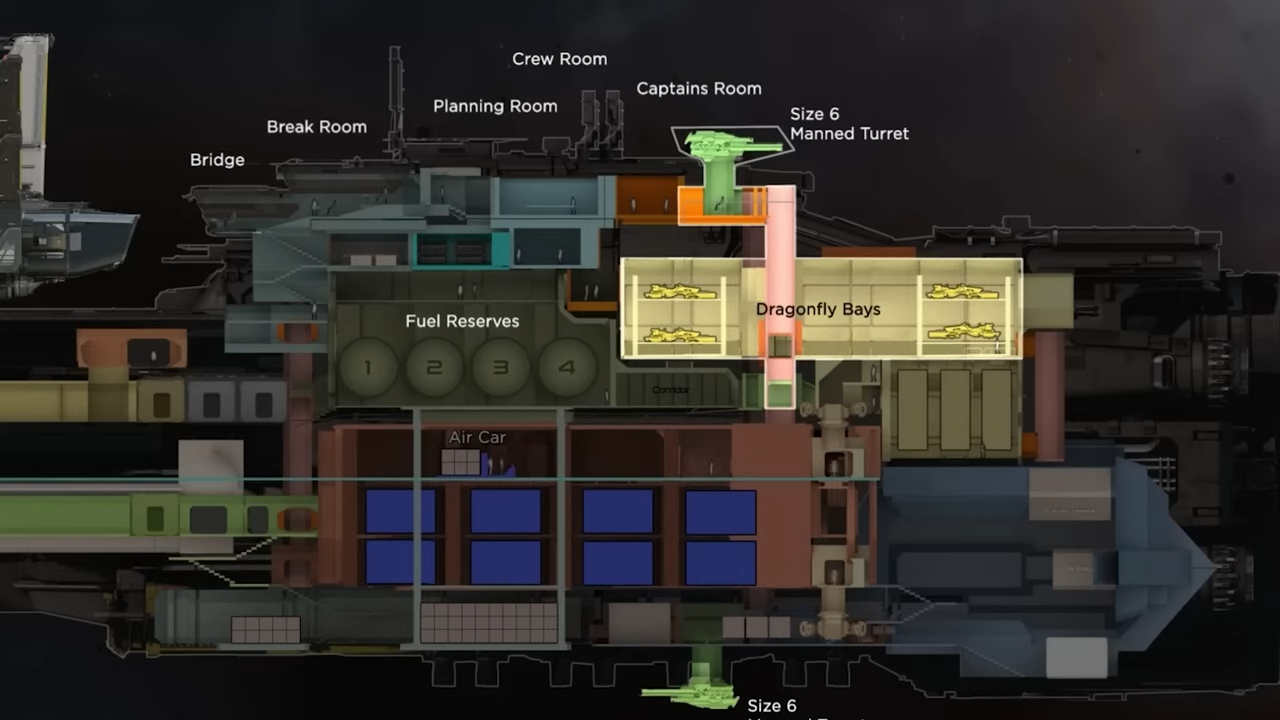 Crew Room
Captains Room
Planning Room
Size 6
Manned Turret
Break Room
Bridge
Dragonfly Bays
Fuel Reserves
1 2 3 4
Corridor
Air Car
Size 6